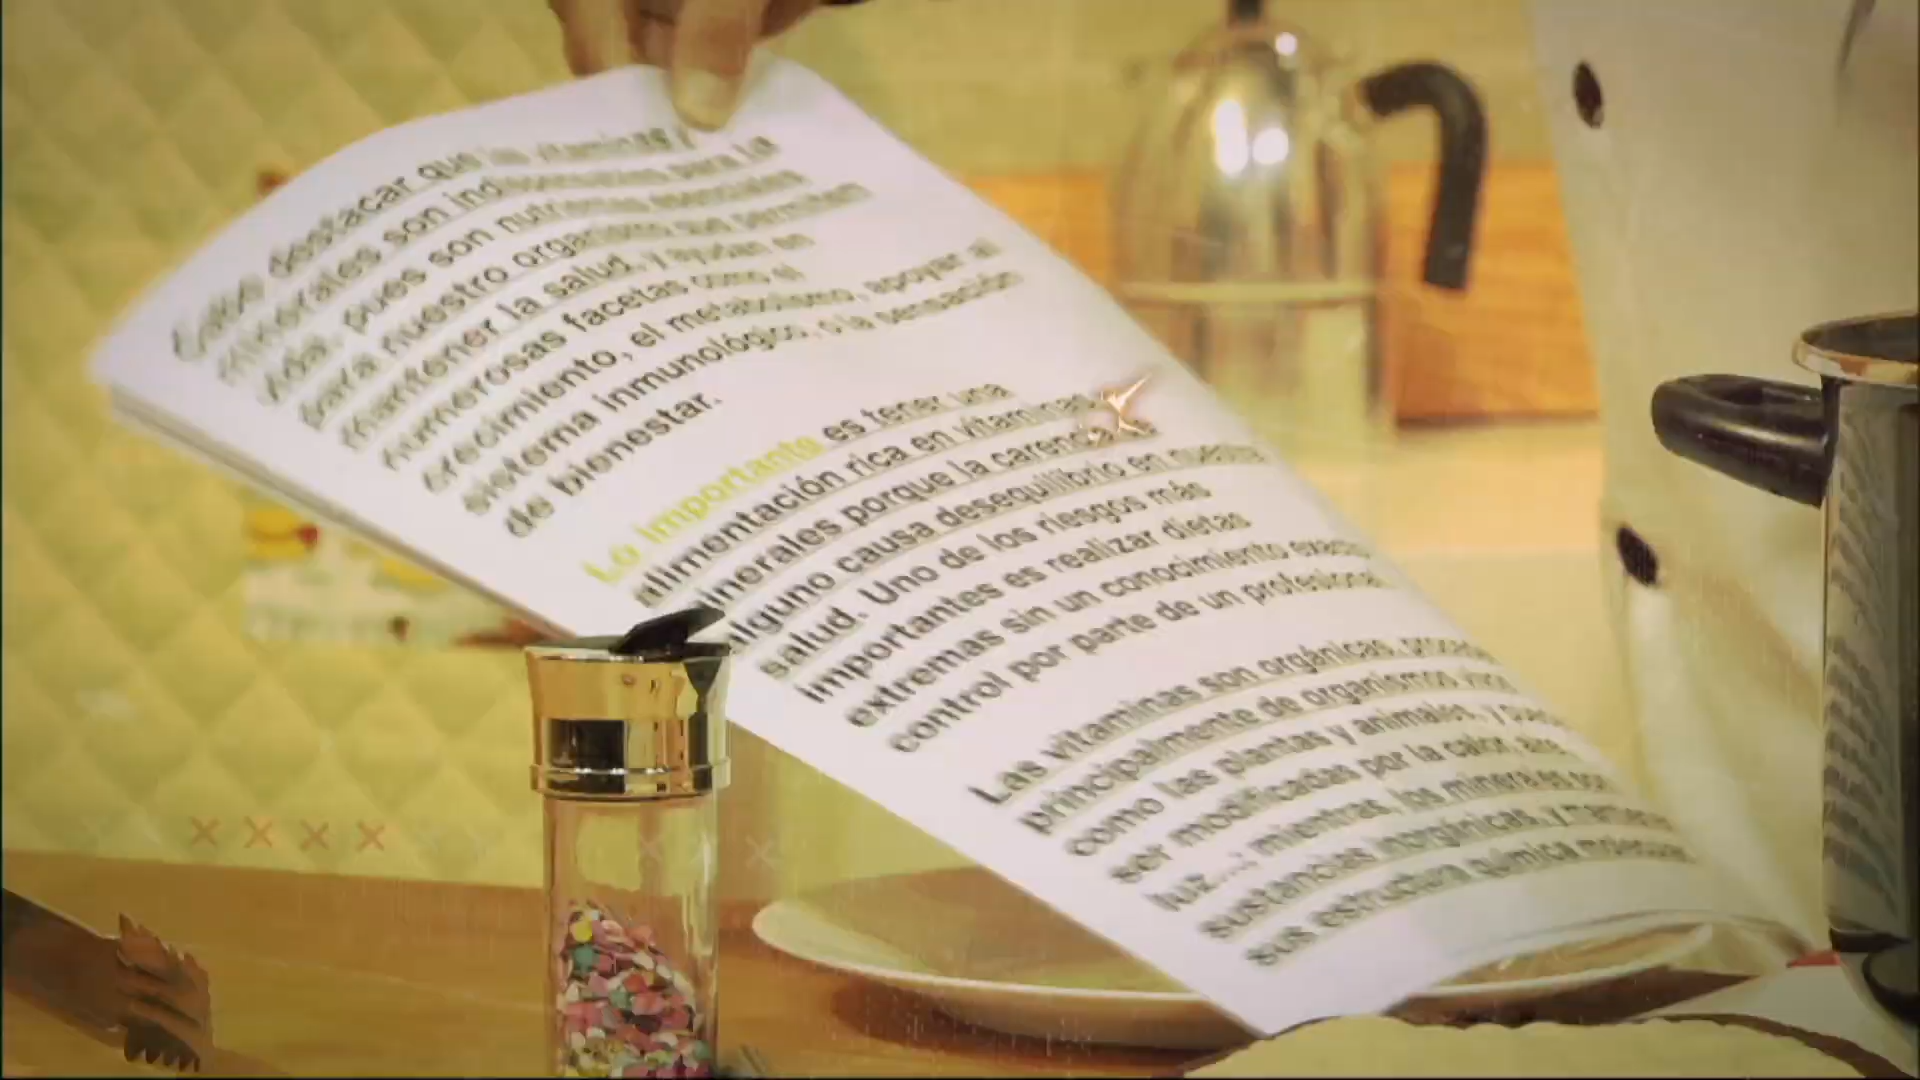 Cabe destacar que las vitaminas y
minerales son indispensables para la
vida, pues son nutrientes esenciales
para nuestro organismo que permiten
mantener la salud, y ayudan en
numerosas facetas como el
crecimiento, el metabolismo, apoyar al
sistema inmunológico, o la sensación
de bienestar.
Lo importante es tener una
alimentación rica en vitaminas
minerales porque la carencia de
alguno causa desequilibrio en nuestra
salud. Uno de los riesgos más
importantes es realizar dietas
extremas sin un conocimiento exacto
control por parte de un profesional.
Las vitaminas son orgánicas, proceden
principalmente de organismos vivos
como las plantas y animales, y
ser modificadas por la calor, aire,
luz...; mientras, los minerales son
sustancias inorgánicas, y
sus estructura química molecular.